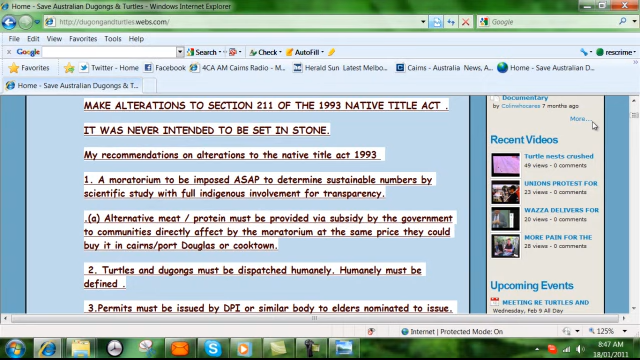 Home - Save Australian Dugongs & Turtles - Windows Internet Explorer
http://dugongandturtles.webs.com/
Google
File Edit View Favorites Tools Help
Google Search Check AutoFill rescrime
Favorites Twitter - Home Facebook 4CA AM Cairns Radio - M... Herald Sun Latest Melbo... Cairns - Australia News, A... Home - Save Australian D...
Home - Save Australian Dugongs & T...
MAKE ALTERATIONS TO SECTION 211 OF THE 1993 NATIVE TITLE ACT .
IT WAS NEVER INTENDED TO BE SET IN STONE.
My recommendations on alterations to the native title act 1993
1. A moratorium to be imposed ASAP to determine sustainable numbers by
scientific study with full indigenous involvement for transparency.
.(a) Alternative meat / protein must be provided via subsidy by the government
to communities directly affect by the moratorium at the same price they could
buy it in cairns/port Douglas or cooktown.
2. Turtles and dugongs must be dispatched humanely. Humanely must be
defined .
3.Permits must be issued by DPI or similar body to elders nominated to issue.
Documentary
by Colinwhocares 7 months ago
More...
Recent Videos
Turtle nests crushed
49 views - 0 comments
UNIONS PROTEST FOR
23 views - 0 comments
WAZZA DELIVERS FOR
20 views - 0 comments
MORE PAIN FOR THE
28 views - 0 comments
Upcoming Events
MEETING RE TURTLES AND
Wednesday, Feb 9 All Day
Internet | Protected Mode: On
125%
8:47 AM
18/01/2011